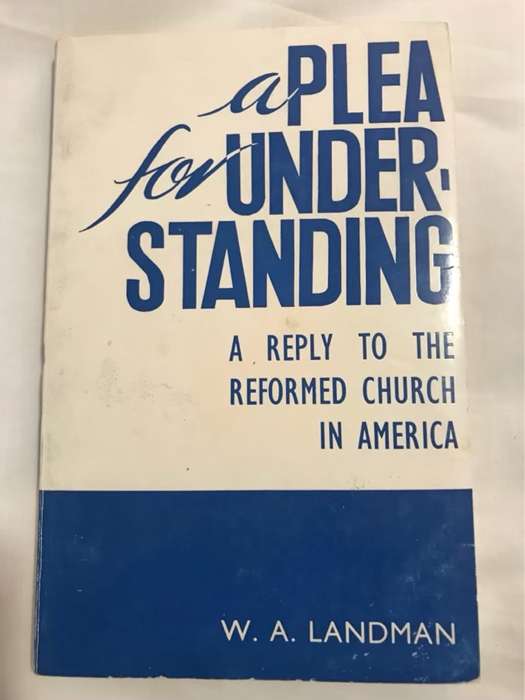 a PLEA
for UNDER-
STANDING
A REPLY TO THE
REFORMED CHURCH
IN AMERICA
W. A. LANDMAN